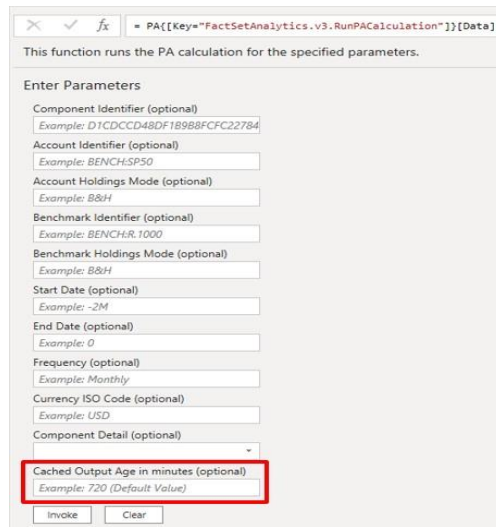 fx = PA{[Key="FactSetAnalytics.v3.RunPACalculation"]}[Data]
This function runs the PA calculation for the specified parameters.
Enter Parameters
Component Identifier (optional)
Example: D1CDCCD48DF1B9B8FCFC22784
Account Identifier (optional)
Example: BENCH:SP50
Account Holdings Mode (optional)
Example: B&H
Benchmark Identifier (optional)
Example: BENCH:R.1000
Benchmark Holdings Mode (optional)
Example: B&H
Start Date (optional)
Example: -2M
End Date (optional)
Example: 0
Frequency (optional)
Example: Monthly
Currency ISO Code (optional)
Example: USD
Component Detail (optional)
Cached Output Age in minutes (optional)
Example: 720 (Default Value)
Invoke Clear